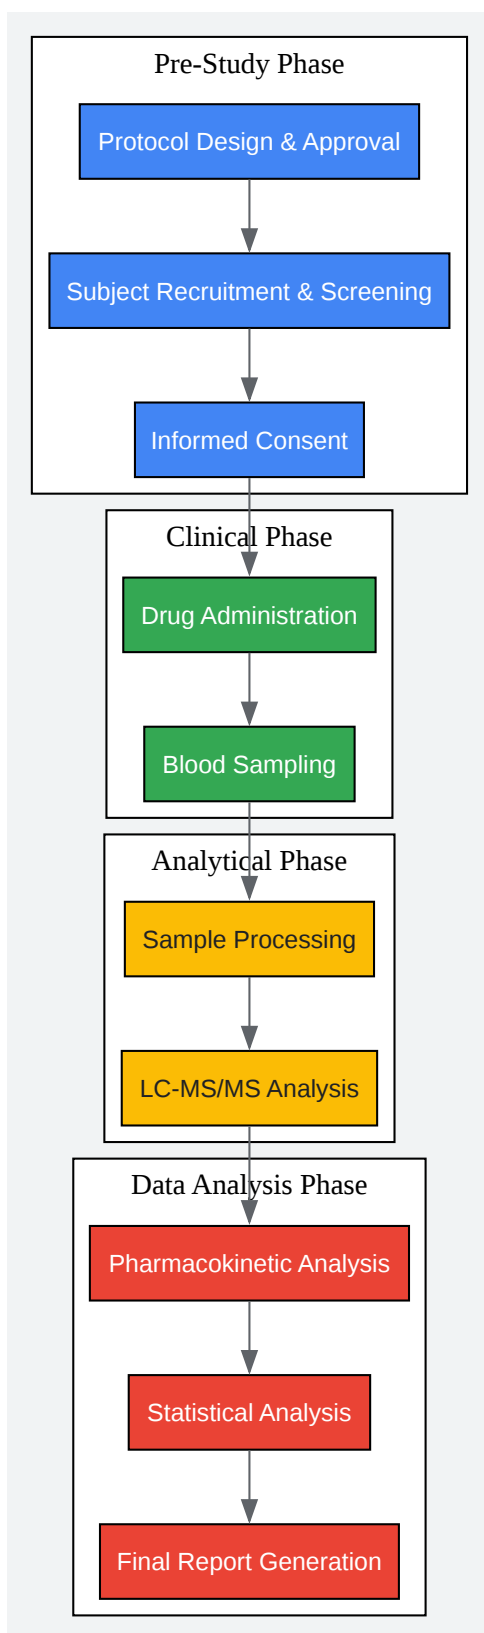 Pre-Study Phase
Protocol Design & Approval
Subject Recruitment & Screening
Informed Consent
Clinical Phase
Drug Administration
Blood Sampling
Analytical Phase
Sample Processing
LC-MS/MS Analysis
Data Analysis Phase
Pharmacokinetic Analysis
Statistical Analysis
Final Report Generation